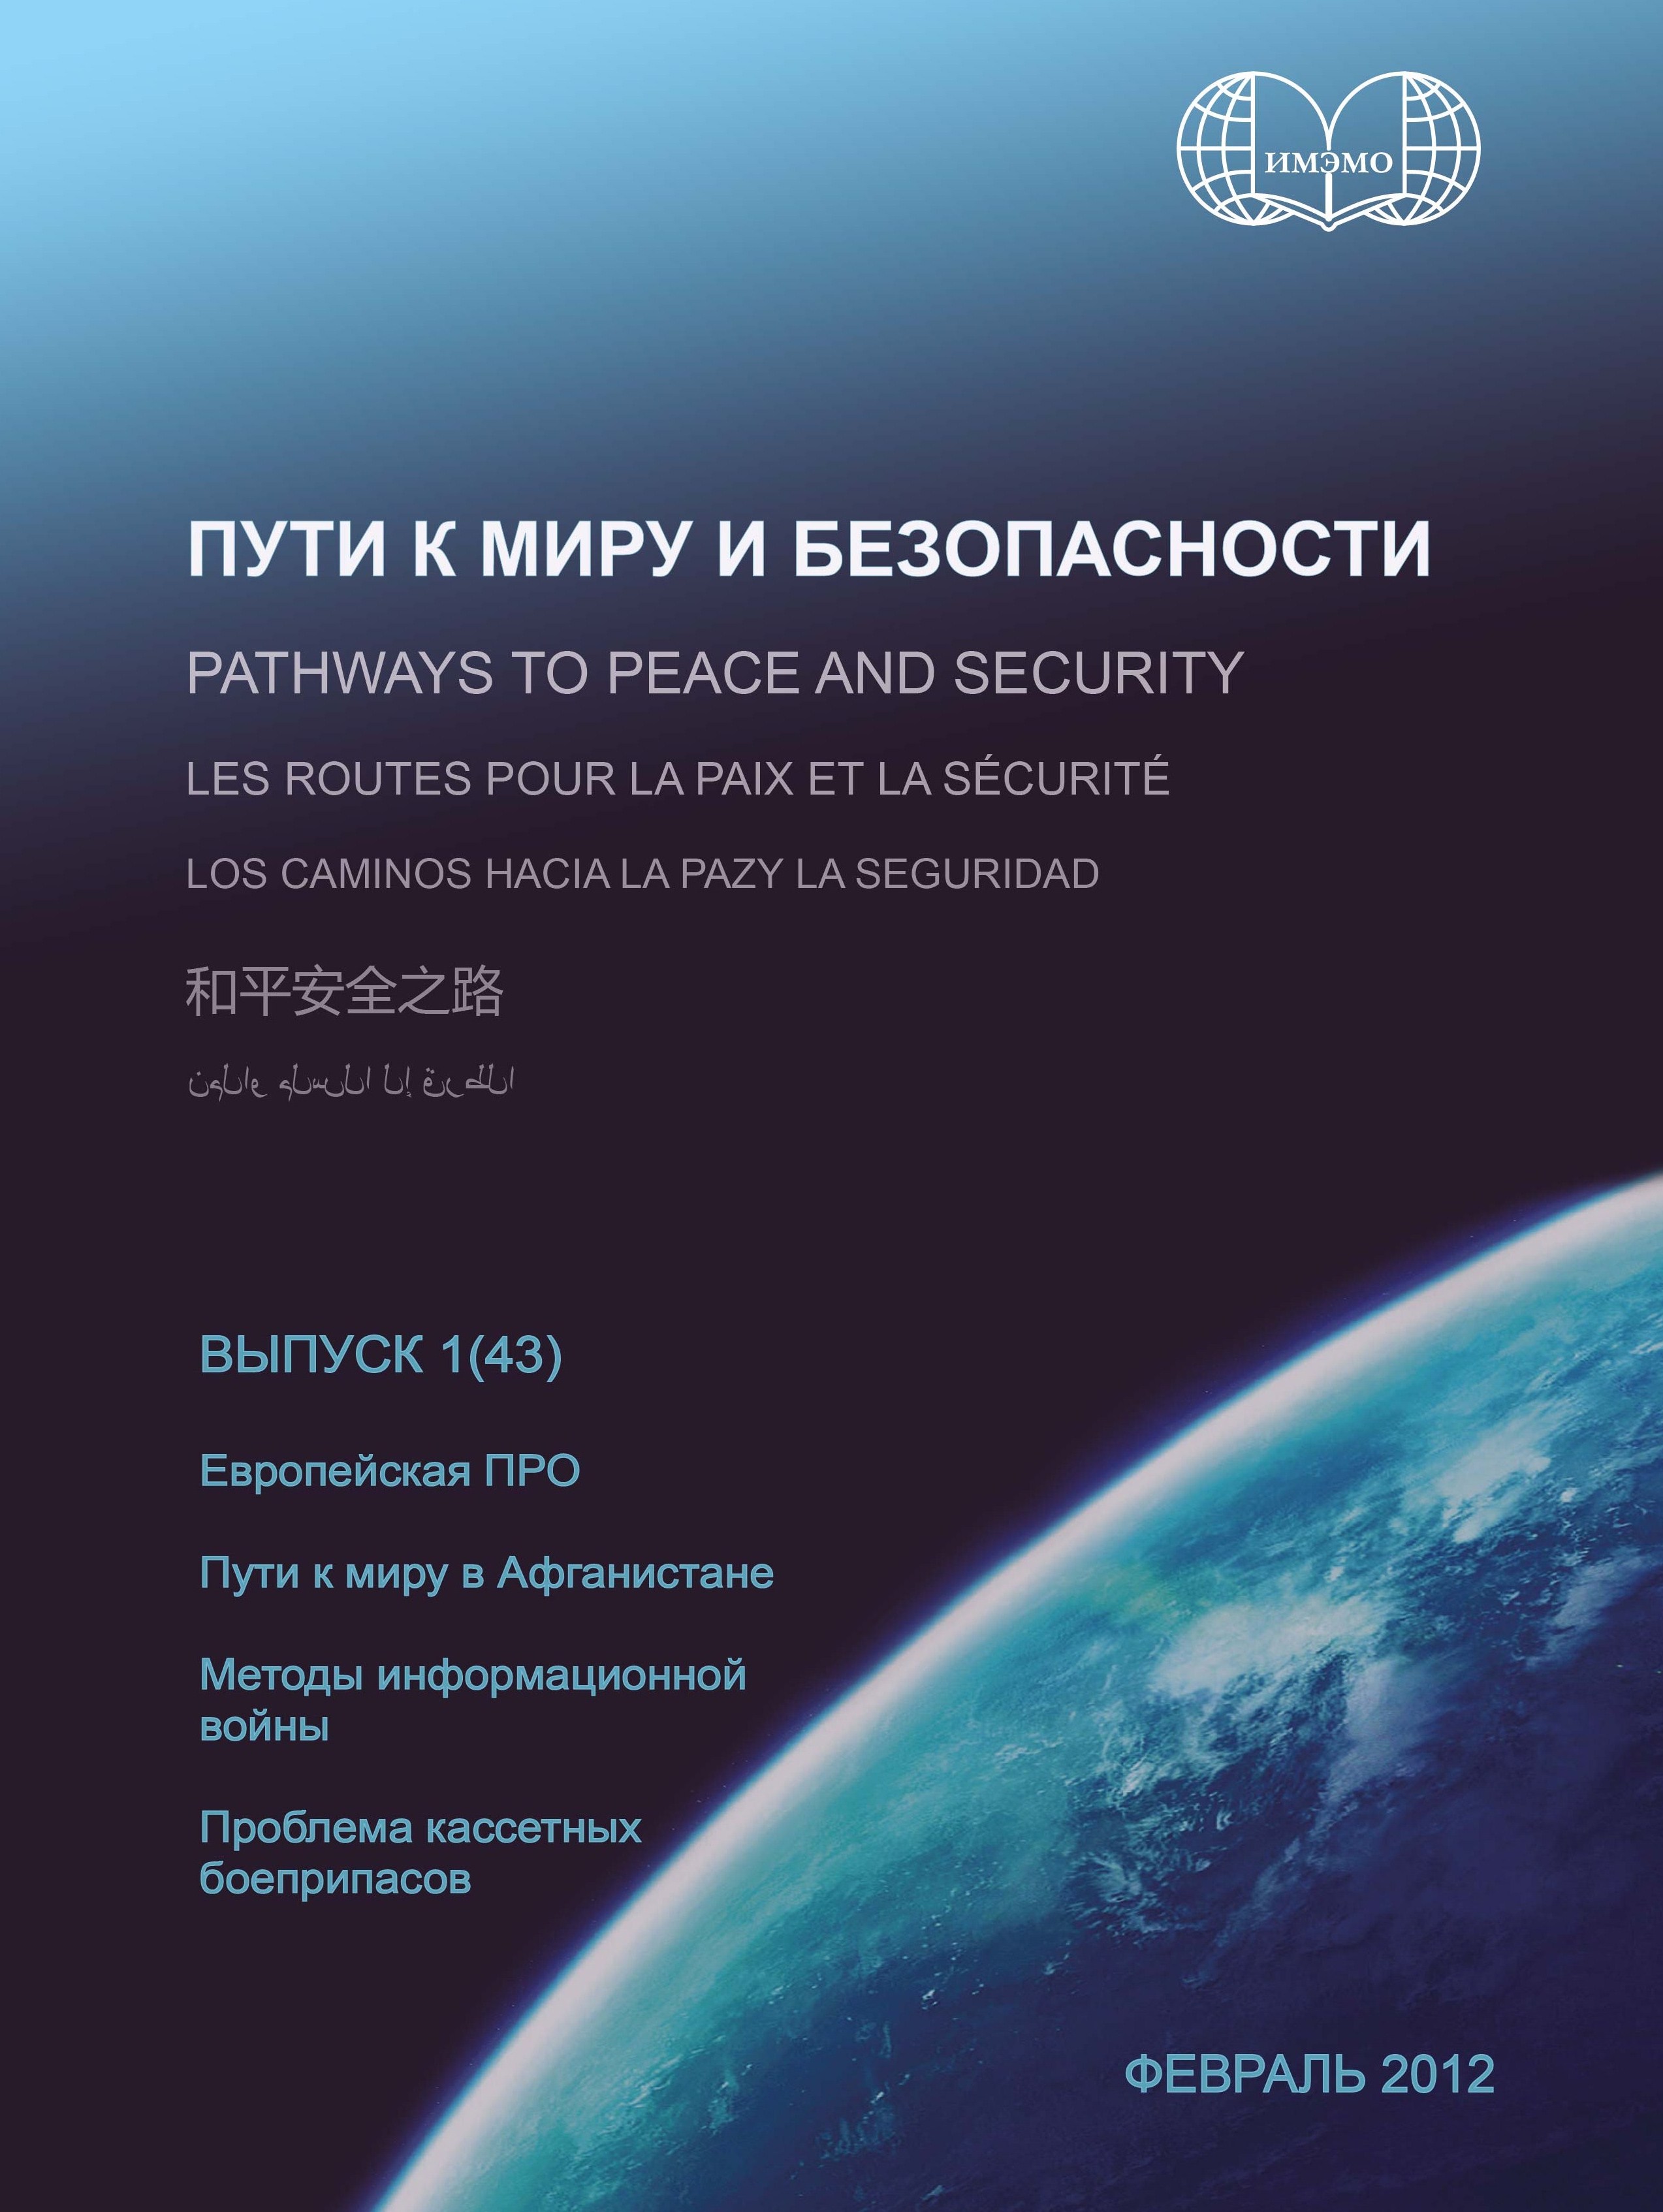 ИМЭМО
ПУТИ К МИРУ И БЕЗОПАСНОСТИ
PATHWAYS TO PEACE AND SECURITY
LES ROUTES POUR LA PAIX ET LA SÉCURITÉ
LOS CAMINOS HACIA LA PAZY LA SEGURIDAD
和平安全之路
ВЫПУСК 1(43)
Европейская ПРО
Пути к миру в Афганистане
Методы информационной
войны
Проблема кассетных
боеприпасов
ФЕВРАЛЬ 2012